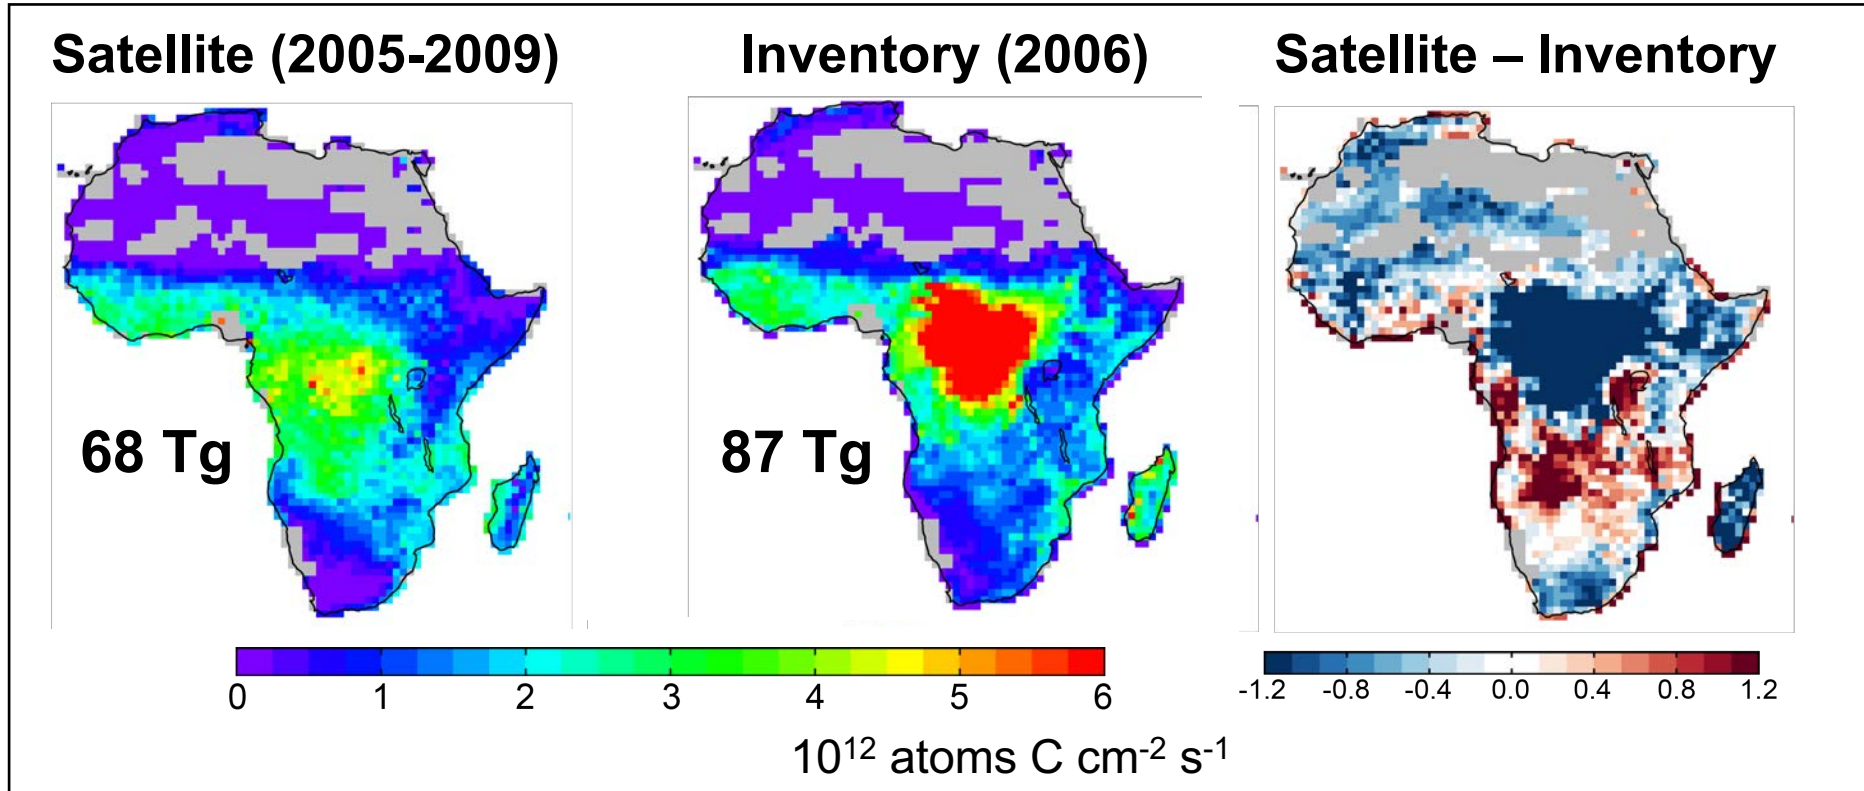 Satellite (2005-2009)
Inventory (2006)
Satellite – Inventory
68 Tg
87 Tg
0 1 2 3 4 5 6
-1.2 -0.8 -0.4 0.0 0.4 0.8 1.2
10¹² atoms C cm⁻² s⁻¹